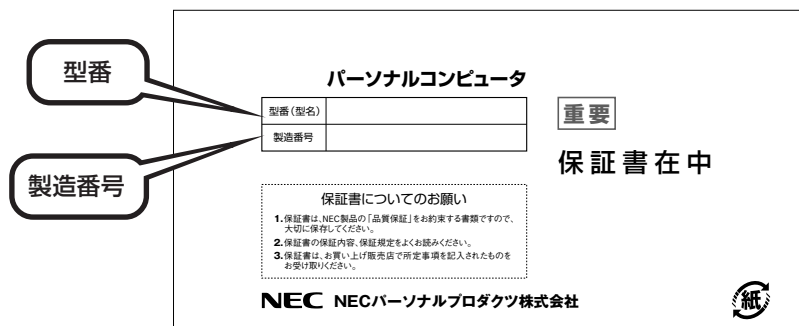 型番
製造番号
パーソナルコンピュータ
型番（型名）
製造番号
重要
保証書在中
保証書についてのお願い
1.保証書は、NEC製品の「品質保証」をお約束する書類ですので、
大切に保存してください。
2.保証書の保証内容、保証規定をよくお読みください。
3.保証書は、お買い上げ販売店で所定事項を記入されたものを
お受け取りください。
NEC NECパーソナルプロダクツ株式会社
紙